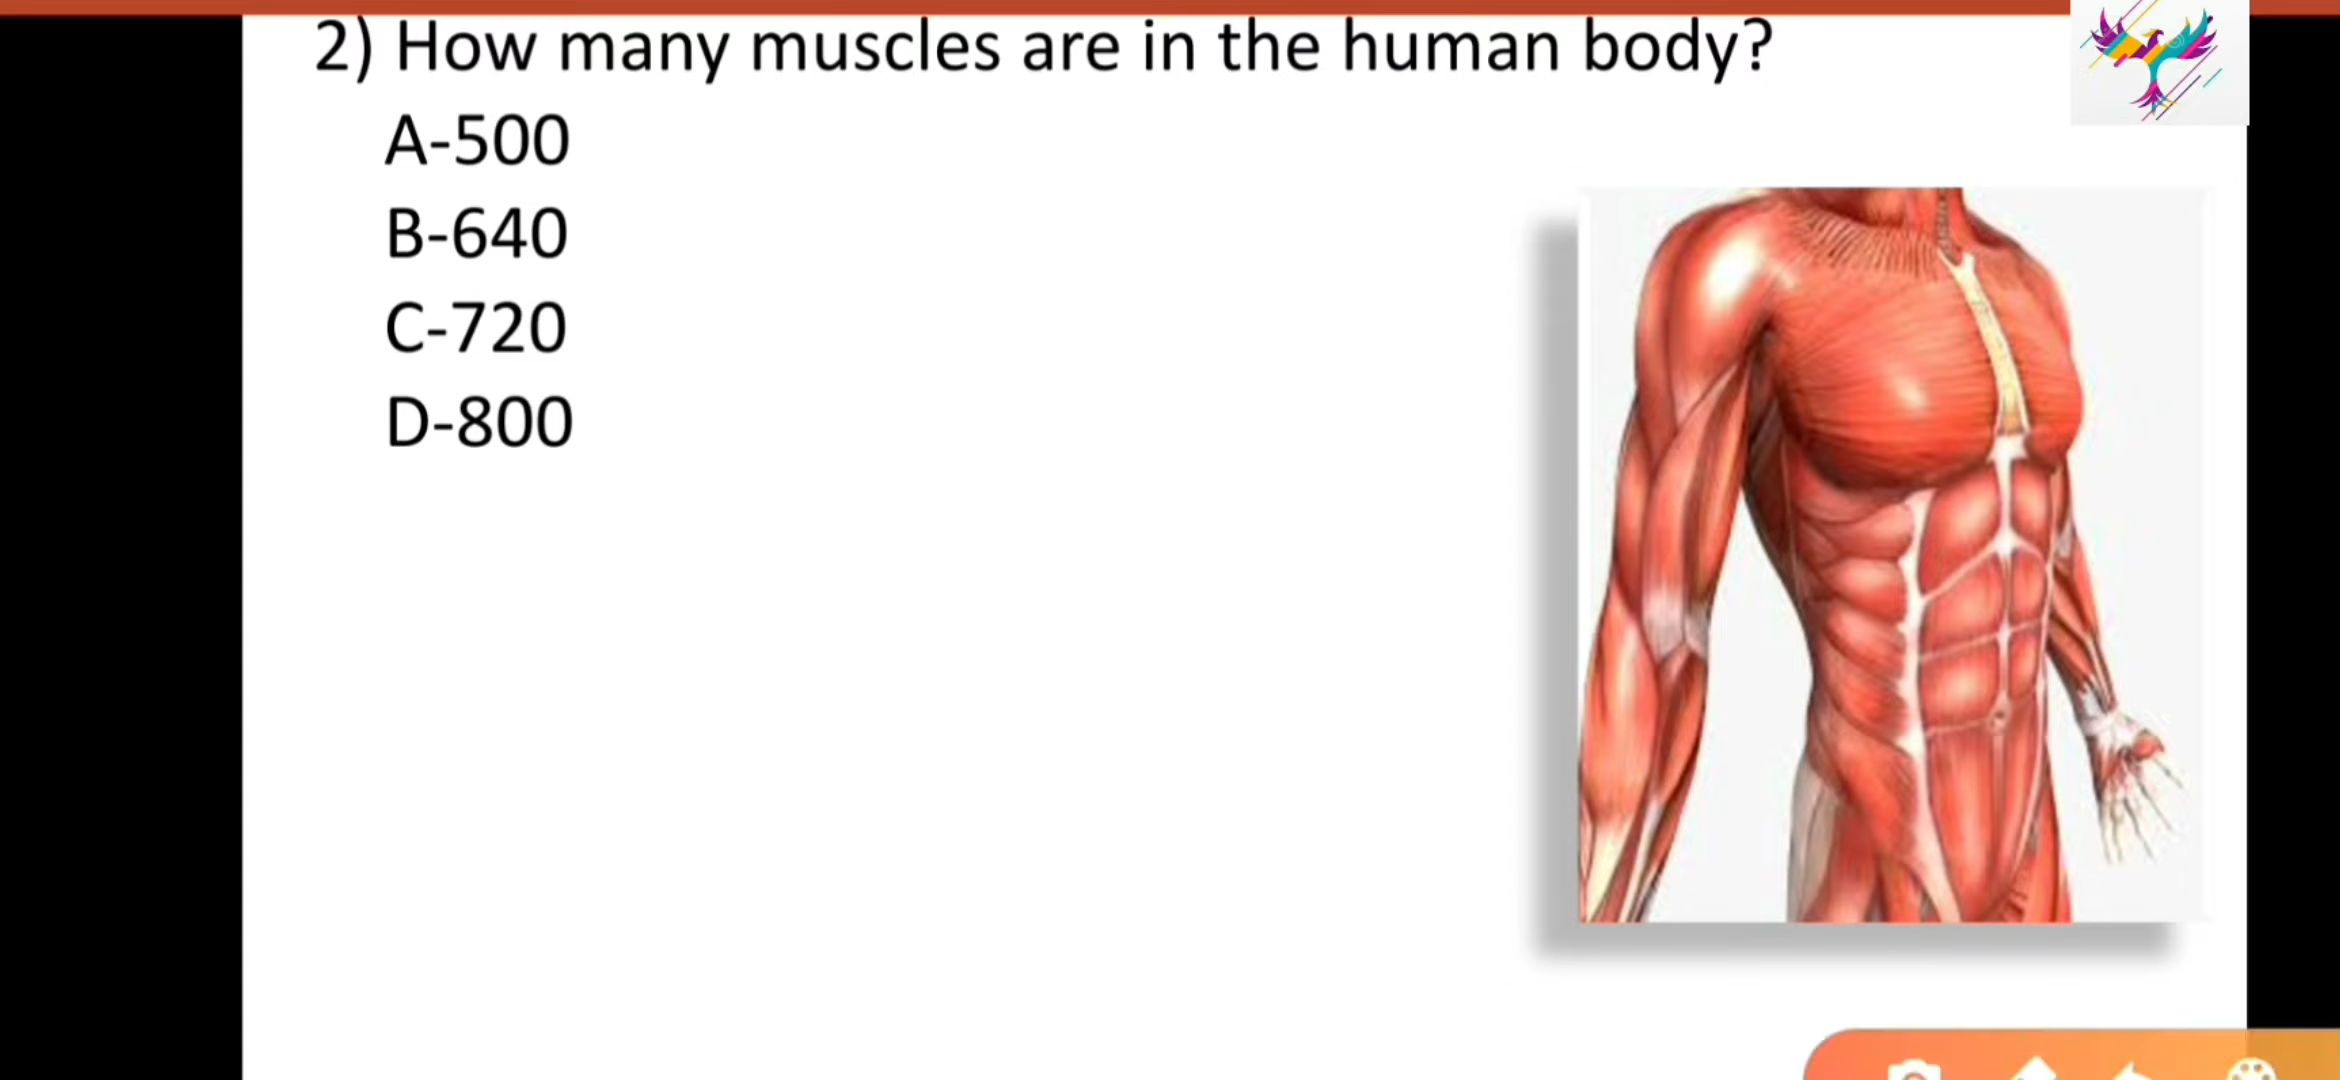 2) How many muscles are in the human body?
A-500
B-640
C-720
D-800